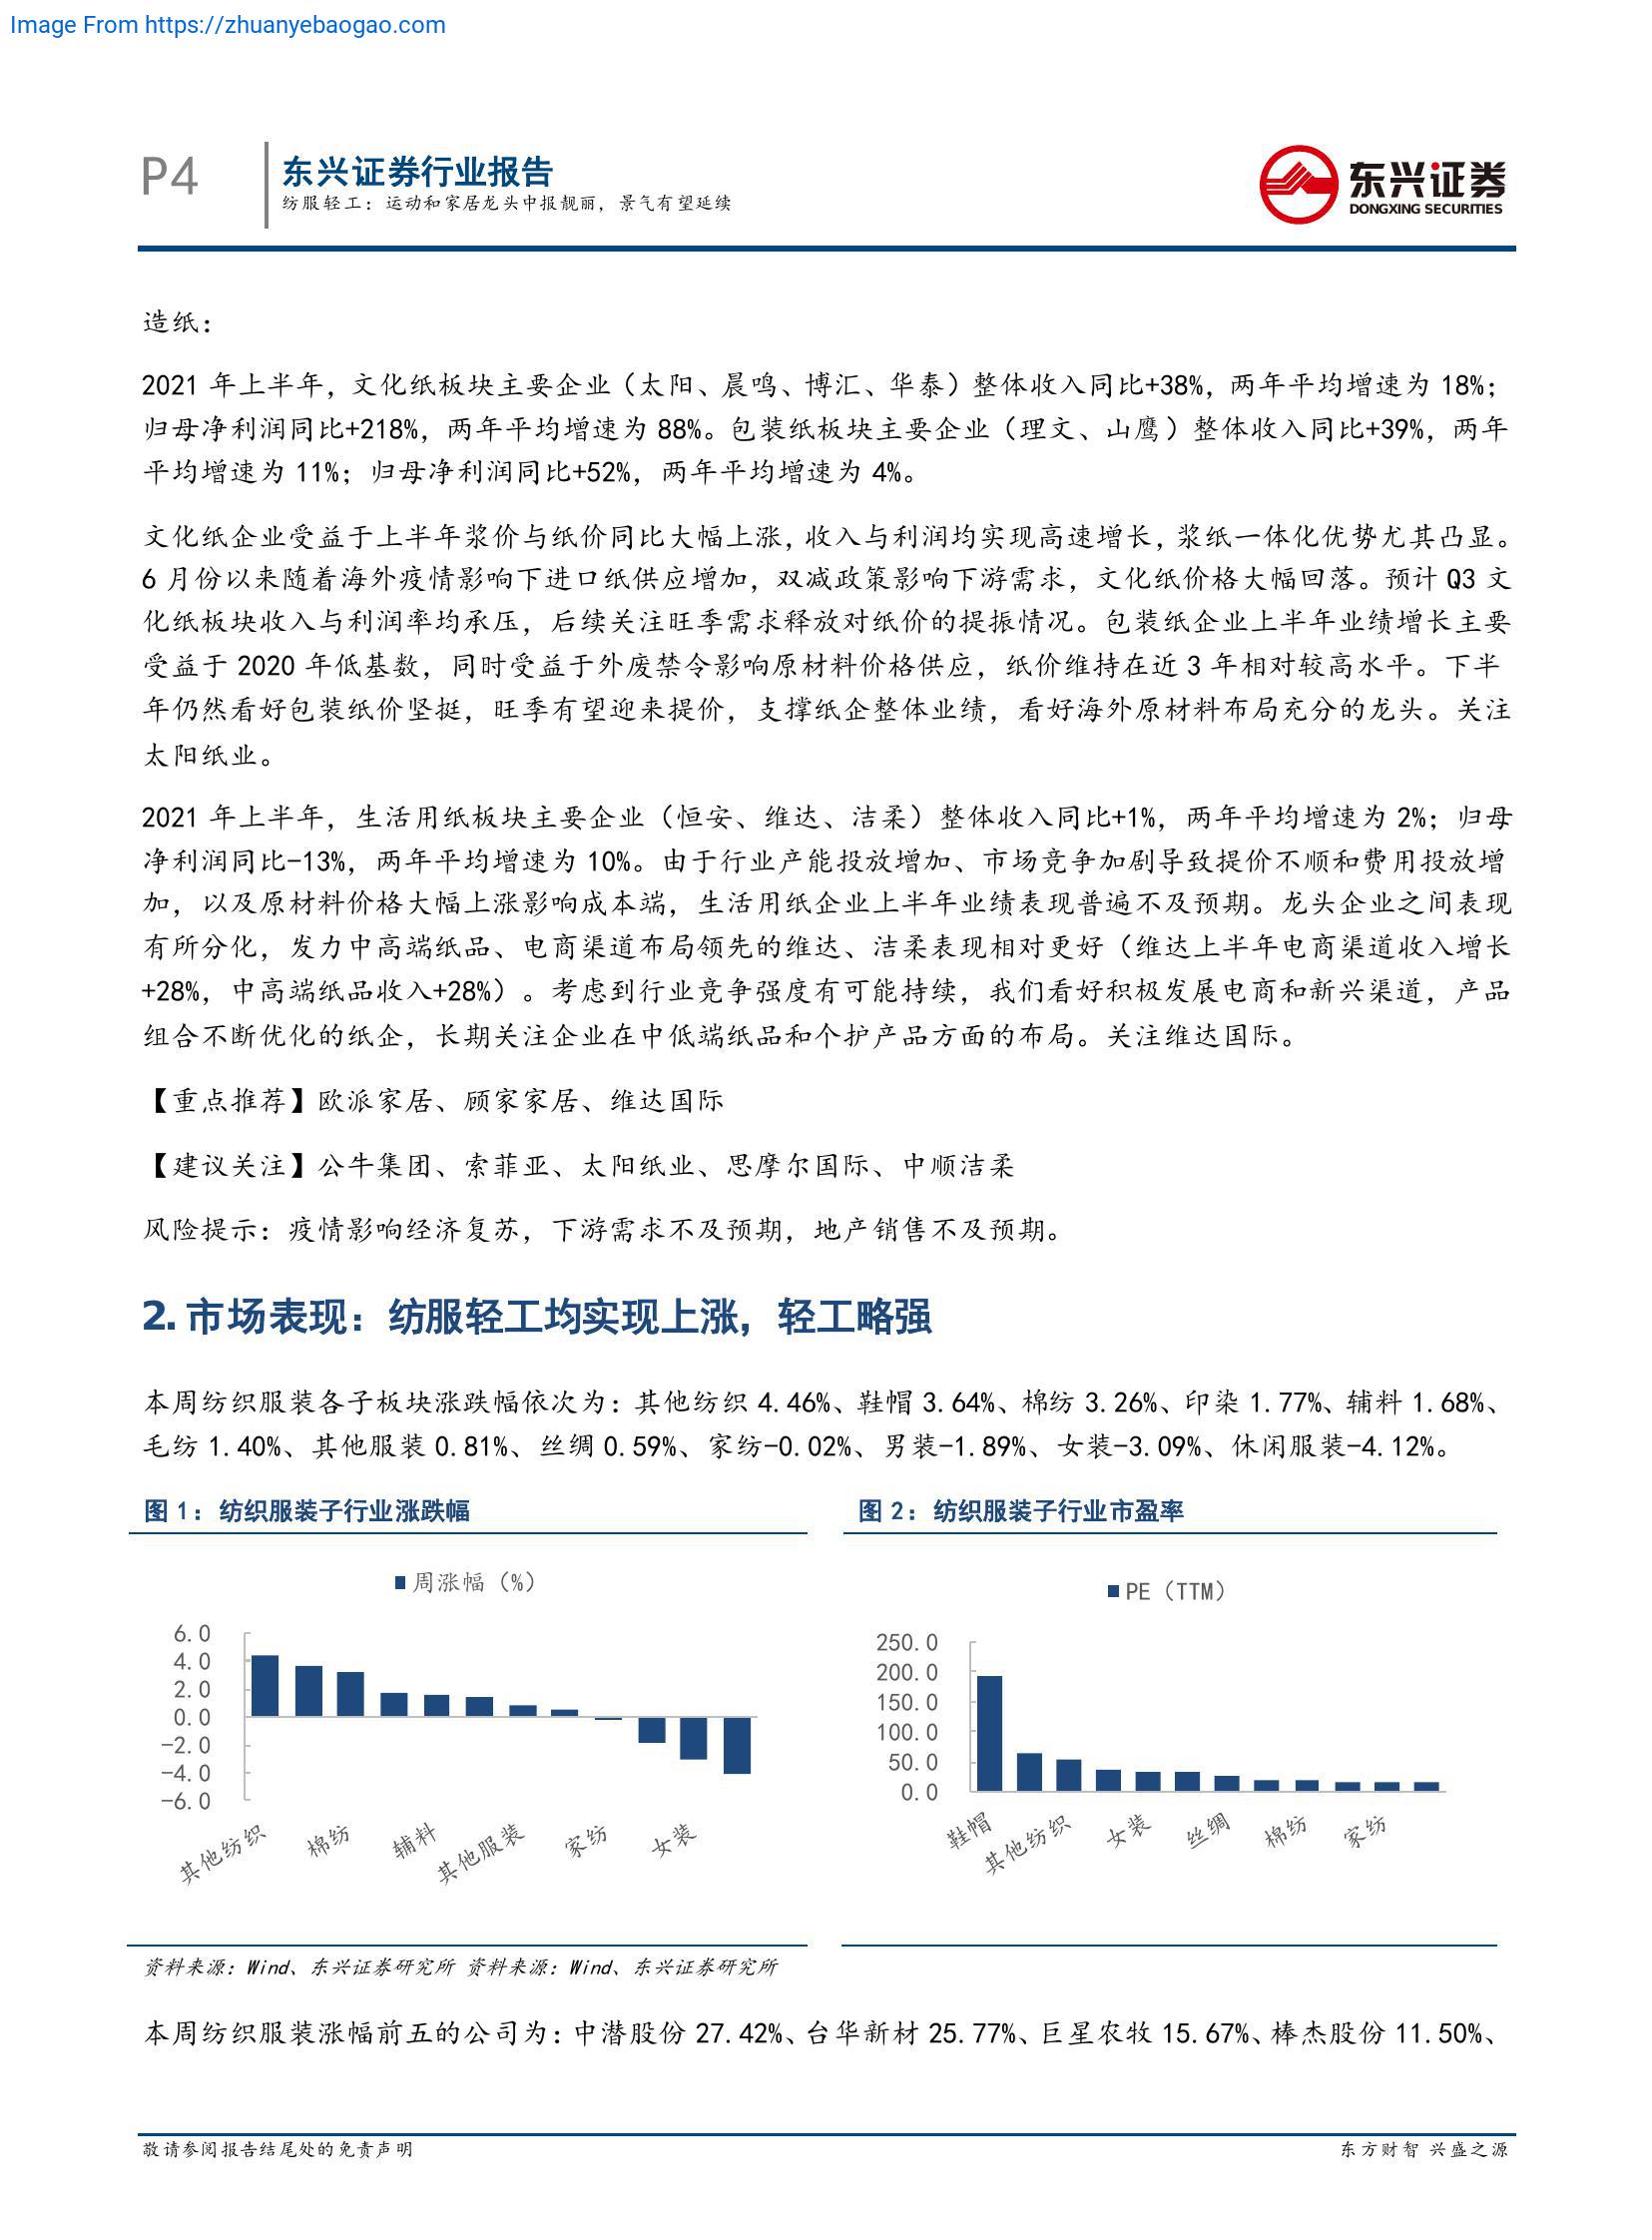 Image From https://zhuanyebaogao.com
P4
东兴证券行业报告
纺服轻工：运动和家居龙头中报靓丽，景气有望延续
东兴证券
DONGXING SECURITIES
造纸：
2021 年上半年，文化纸板块主要企业（太阳、晨鸣、博汇、华泰）整体收入同比+38%，两年平均增速为 18%；
归母净利润同比+218%，两年平均增速为 88%。包装纸板块主要企业（理文、山鹰）整体收入同比+39%，两年
平均增速为 11%；归母净利润同比+52%，两年平均增速为 4%。
文化纸企业受益于上半年浆价与纸价同比大幅上涨，收入与利润均实现高速增长，浆纸一体化优势尤其凸显。
6 月份以来随着海外疫情影响下进口纸供应增加，双减政策影响下游需求，文化纸价格大幅回落。预计 Q3 文
化纸板块收入与利润率均承压，后续关注旺季需求释放对纸价的提振情况。包装纸企业上半年业绩增长主要
受益于 2020 年低基数，同时受益于外废禁令影响原材料价格供应，纸价维持在近 3 年相对较高水平。下半
年仍然看好包装纸价坚挺，旺季有望迎来提价，支撑纸企整体业绩，看好海外原材料布局充分的龙头。关注
太阳纸业。
2021 年上半年，生活用纸板块主要企业（恒安、维达、洁柔）整体收入同比+1%，两年平均增速为 2%；归母
净利润同比-13%，两年平均增速为 10%。由于行业产能投放增加、市场竞争加剧导致提价不顺和费用投放增
加，以及原材料价格大幅上涨影响成本端，生活用纸企业上半年业绩表现普遍不及预期。龙头企业之间表现
有所分化，发力中高端纸品、电商渠道布局领先的维达、洁柔表现相对更好（维达上半年电商渠道收入增长
+28%，中高端纸品收入+28%）。考虑到行业竞争强度有可能持续，我们看好积极发展电商和新兴渠道，产品
组合不断优化的纸企，长期关注企业在中低端纸品和个护产品方面的布局。关注维达国际。
【重点推荐】欧派家居、顾家家居、维达国际
【建议关注】公牛集团、索菲亚、太阳纸业、思摩尔国际、中顺洁柔
风险提示：疫情影响经济复苏，下游需求不及预期，地产销售不及预期。
2. 市场表现：纺服轻工均实现上涨，轻工略强
本周纺织服装各子板块涨跌幅依次为：其他纺织 4.46%、鞋帽 3.64%、棉纺 3.26%、印染 1.77%、辅料 1.68%、
毛纺 1.40%、其他服装 0.81%、丝绸 0.59%、家纺-0.02%、男装-1.89%、女装-3.09%、休闲服装-4.12%。
图 1：纺织服装子行业涨跌幅
周涨幅（%）
6.0
4.0
2.0
0.0
-2.0
-4.0
-6.0
其他纺织
棉纺
辅料
其他服装
家纺
女装
图 2：纺织服装子行业市盈率
PE（TTM）
250.0
200.0
150.0
100.0
50.0
0.0
鞋帽
其他纺织
女装
丝绸
棉纺
家纺
资料来源：Wind、东兴证券研究所 资料来源：Wind、东兴证券研究所
本周纺织服装涨幅前五的公司为：中潜股份 27.42%、台华新材 25.77%、巨星农牧 15.67%、棒杰股份 11.50%、
敬请参阅报告结尾处的免责声明
东方财智 兴盛之源